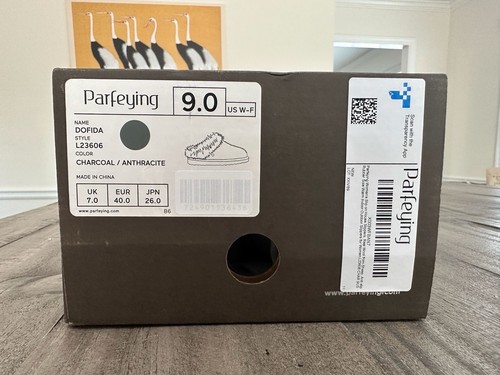 Parfeying
9.0
US W-F
NAME
DOFIDA
STYLE
L23606
COLOR
CHARCOAL / ANTHRACITE
MADE IN CHINA
UK
7.0
EUR
40.0
JPN
26.0
www.parfeying.com
B6
Scan with the
Transparency App
Parfeying
www.parfeying.com